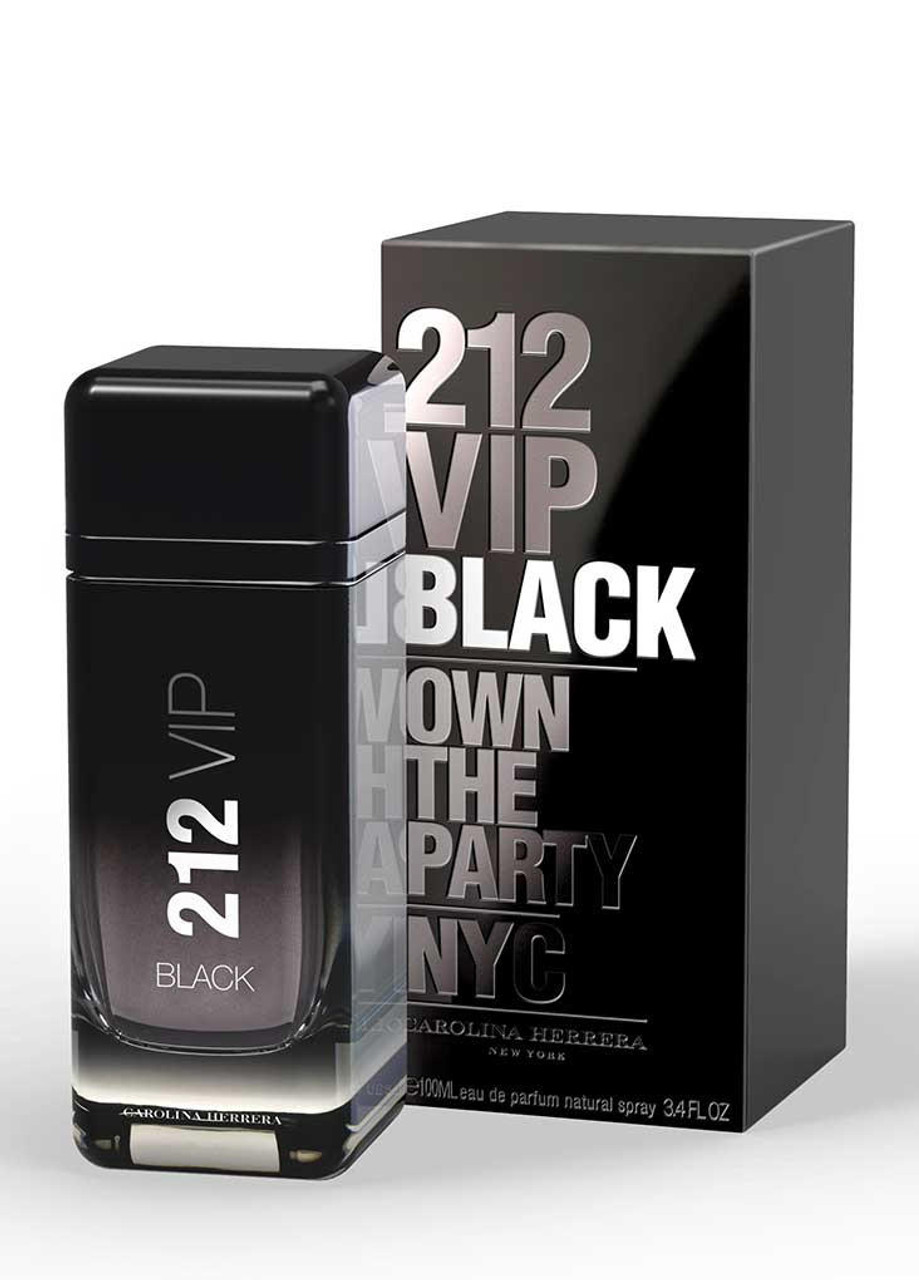 212
VIP
BLACK
OWN
THE
PARTY
NYC
CAROLINA HERRERA
NEW YORK
e100ML eau de parfum natural spray 3.4 FL OZ
212 VIP
BLACK
CAROLINA HERRERA